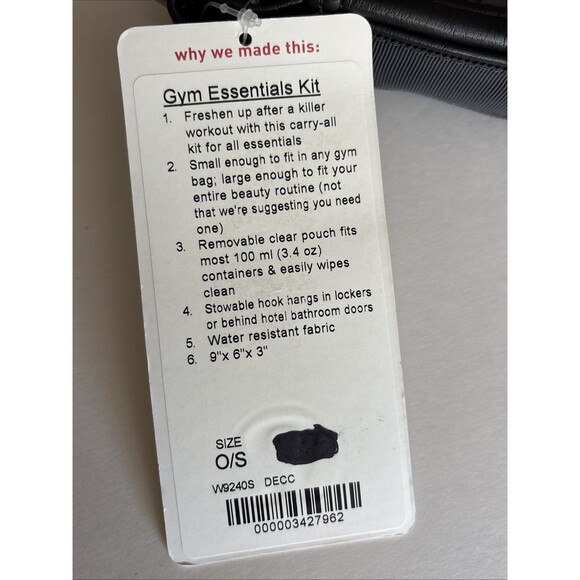 why we made this:
Gym Essentials Kit
1. Freshen up after a killer
workout with this carry-all
kit for all essentials
2. Small enough to fit in any gym
bag; large enough to fit your
entire beauty routine (not
that we're suggesting you need
one)
3. Removable clear pouch fits
most 100 ml (3.4 oz)
containers & easily wipes
clean
4. Stowable hook hangs in lockers
or behind hotel bathroom doors
5. Water resistant fabric
6. 9"x 6"x 3"
SIZE
O/S
W9240S DECC
000003427962